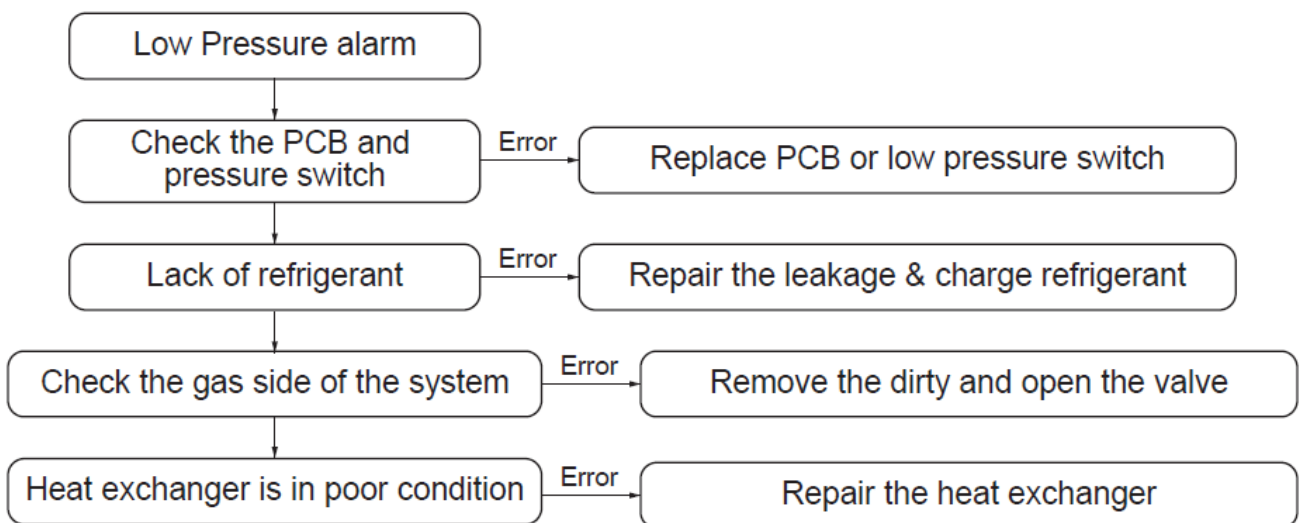 Low Pressure alarm
Check the PCB and
pressure switch
Error
Replace PCB or low pressure switch
Lack of refrigerant
Error
Repair the leakage & charge refrigerant
Check the gas side of the system
Error
Remove the dirty and open the valve
Heat exchanger is in poor condition
Error
Repair the heat exchanger